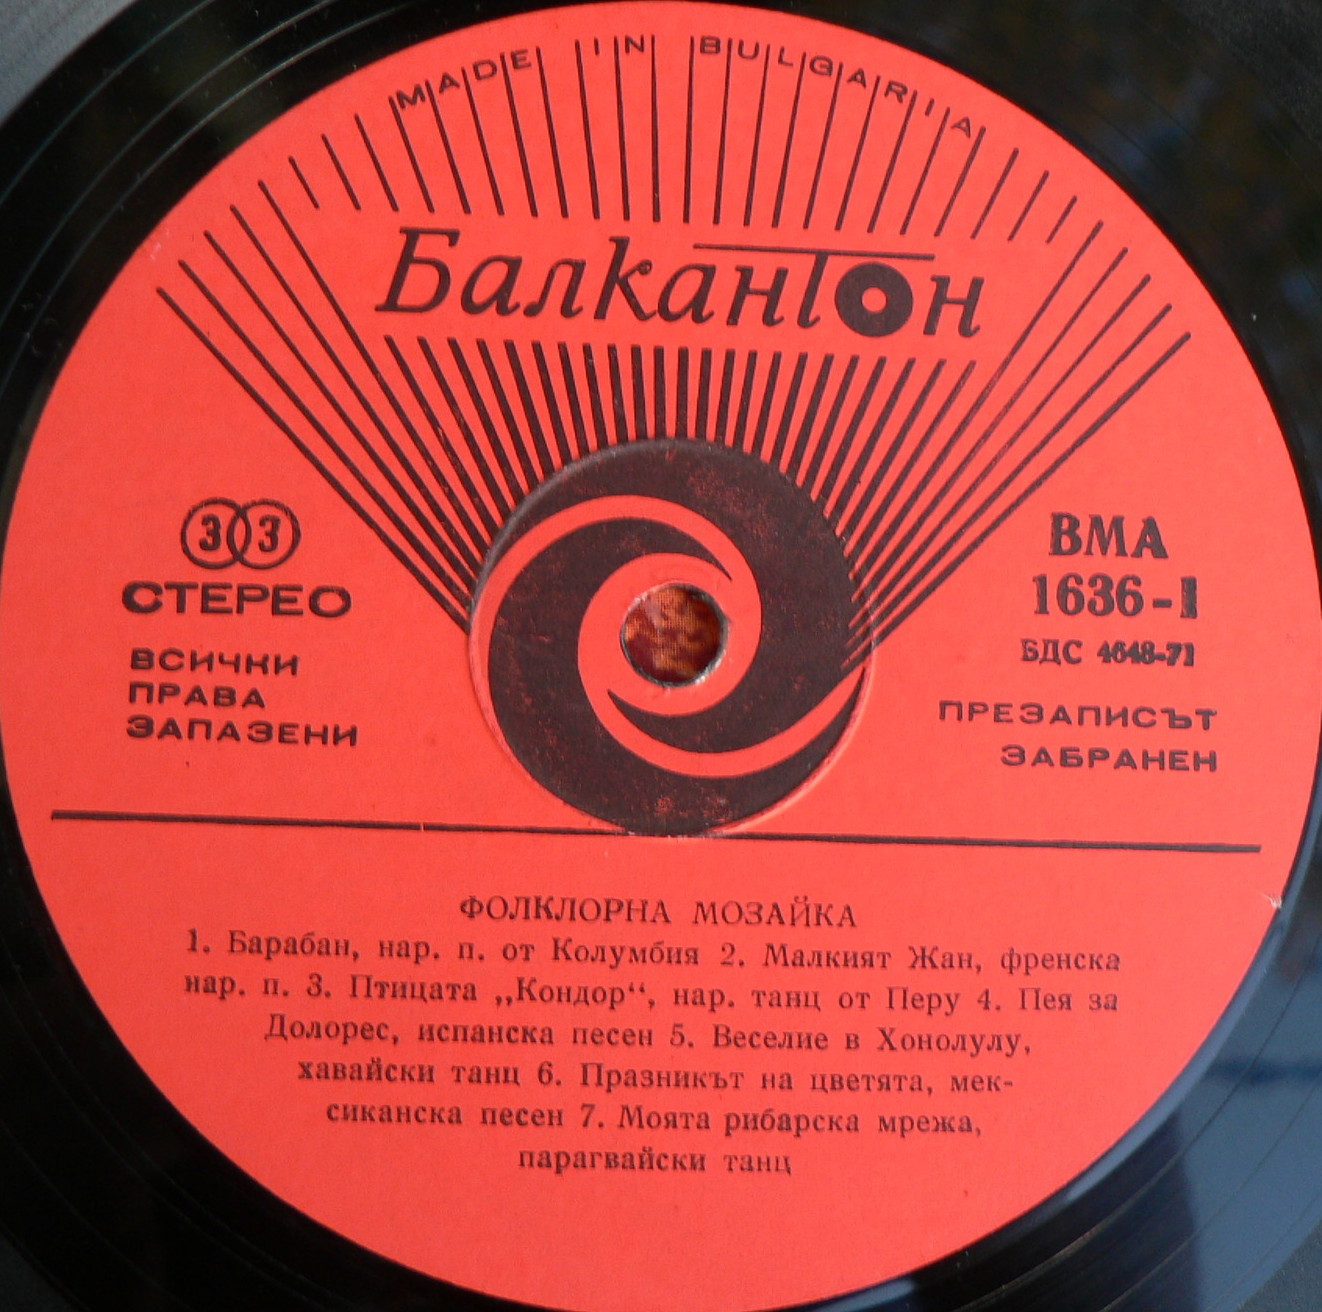 MADE IN BULGARIA
Балкантон
33
СТЕРЕО
ВСИЧКИ
ПРАВА
ЗАПАЗЕНИ
ВМА
1636-I
БДС 4648-71
ПРЕЗАПИСЪТ
ЗАБРАНЕН
ФОЛКЛОРНА МОЗАЙКА
1. Барабан, нар. п. от Колумбия 2. Малкият Жан, френска
нар. п. 3. Птицата „Кондор“, нар. танц от Перу 4. Пея за
Долорес, испанска песен 5. Веселие в Хонолулу,
хавайски танц 6. Празникът на цветята, мек-
сиканска песен 7. Моята рибарска мрежа,
парагвайски танц